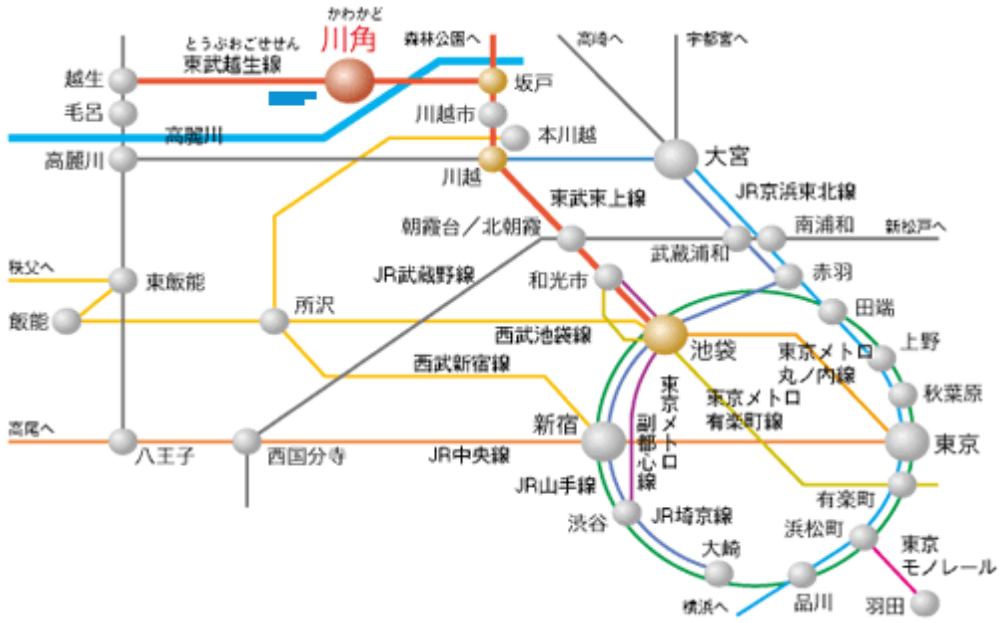 かわかど
川角
とうぶおごせせん
東武越生線
森林公園へ
高崎へ
宇都宮へ
越生
坂戸
毛呂
川越市
本川越
高麗川
高麗川
川越
大宮
東武東上線
JR京浜東北線
朝霞台／北朝霞
武蔵浦和
南浦和
新松戸へ
秩父へ
東飯能
JR武蔵野線
和光市
赤羽
飯能
所沢
田端
西武池袋線
池袋
上野
西武新宿線
東京メトロ
丸ノ内線
東京メトロ
有楽町線
秋葉原
東京メトロ
副都心線
高尾へ
新宿
東京
八王子
西国分寺
JR中央線
JR山手線
有楽町
渋谷
JR埼京線
浜松町
大崎
東京
モノレール
横浜へ
品川
羽田